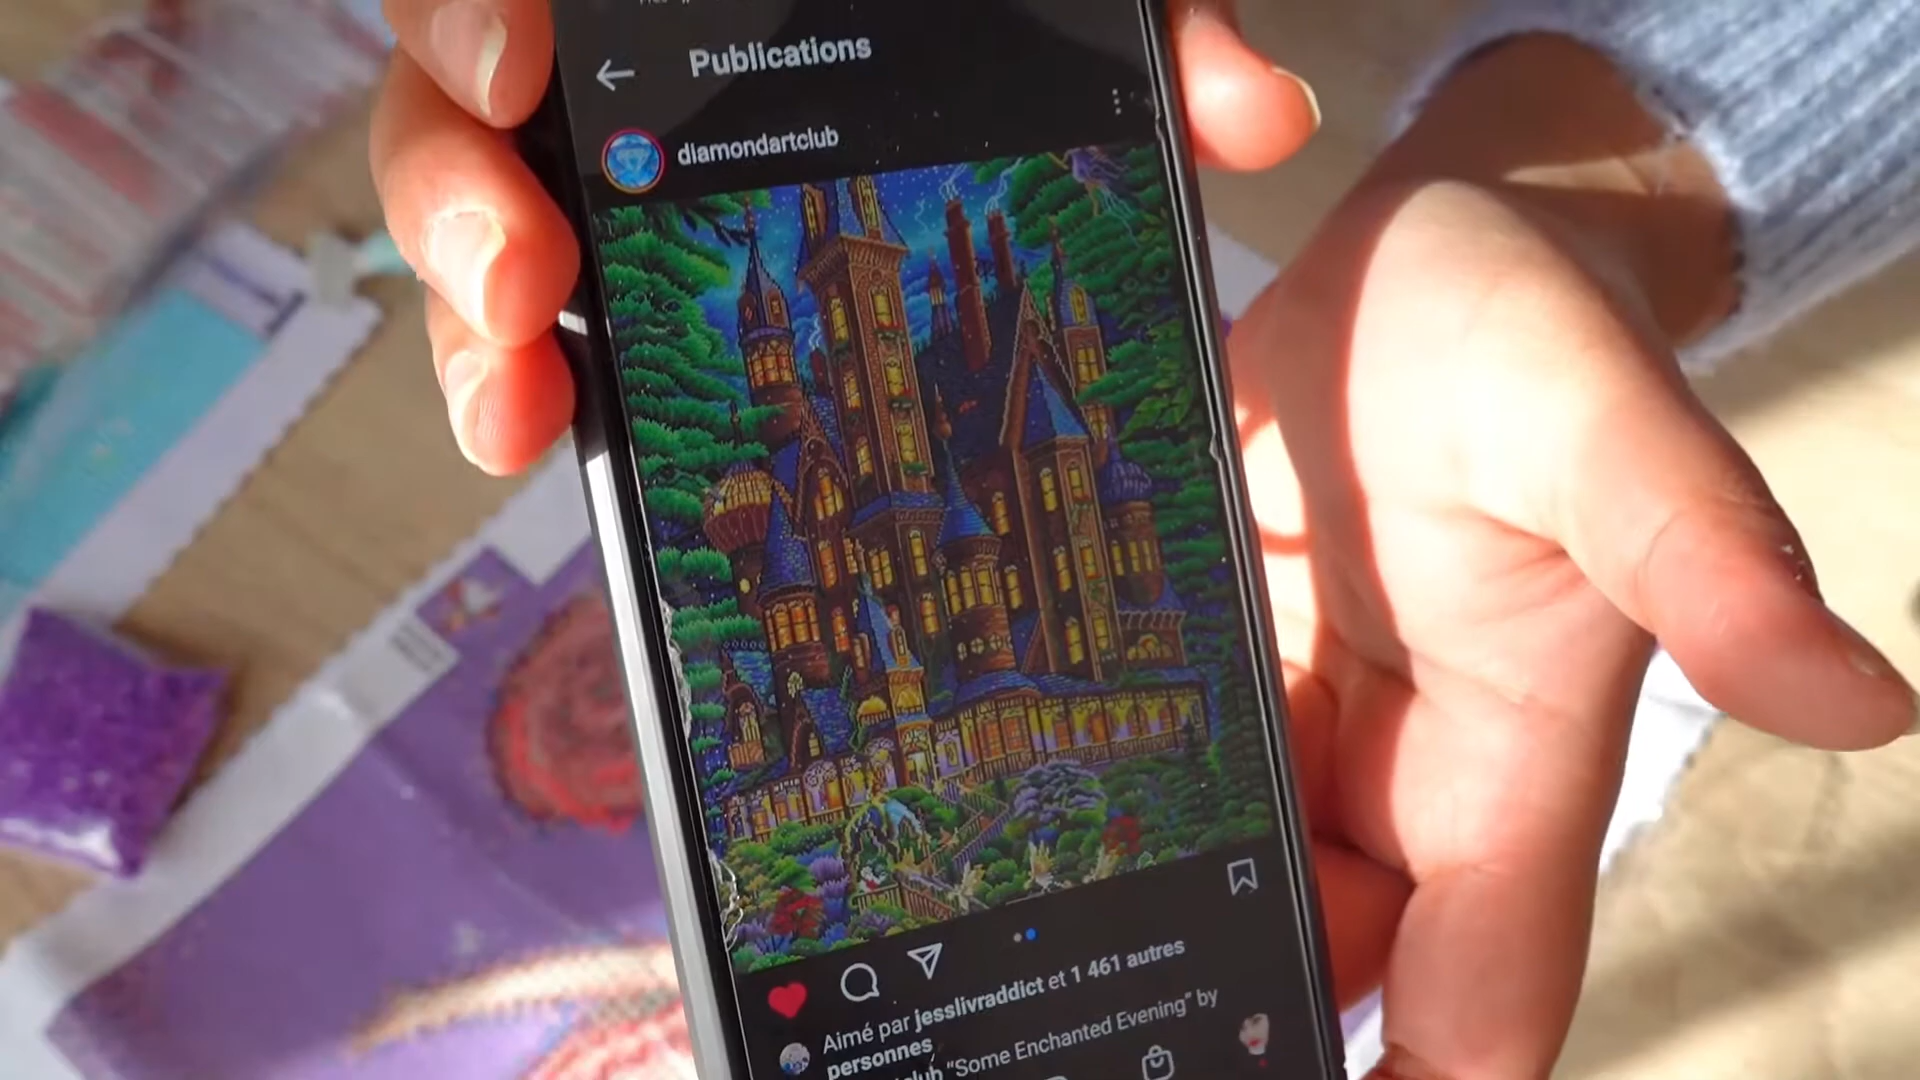 Publications
diamondartclub
Aimé par jesslivraddict et 1 461 autres
personnes
"Some Enchanted Evening" by